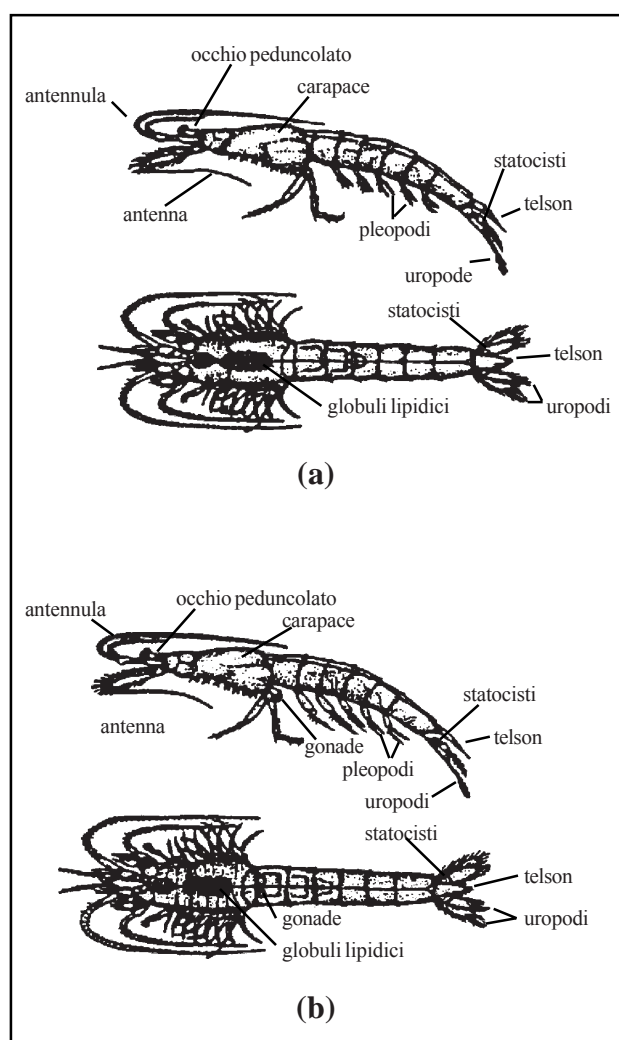 occhio peduncolato
antennula
carapace
statocisti
telson
antenna
pleopodi
uropode
statocisti
telson
globuli lipidici
uropodi
(a)
occhio peduncolato
antennula
carapace
statocisti
antenna
telson
gonade
pleopodi
uropodi
statocisti
telson
gonade
uropodi
globuli lipidici
(b)